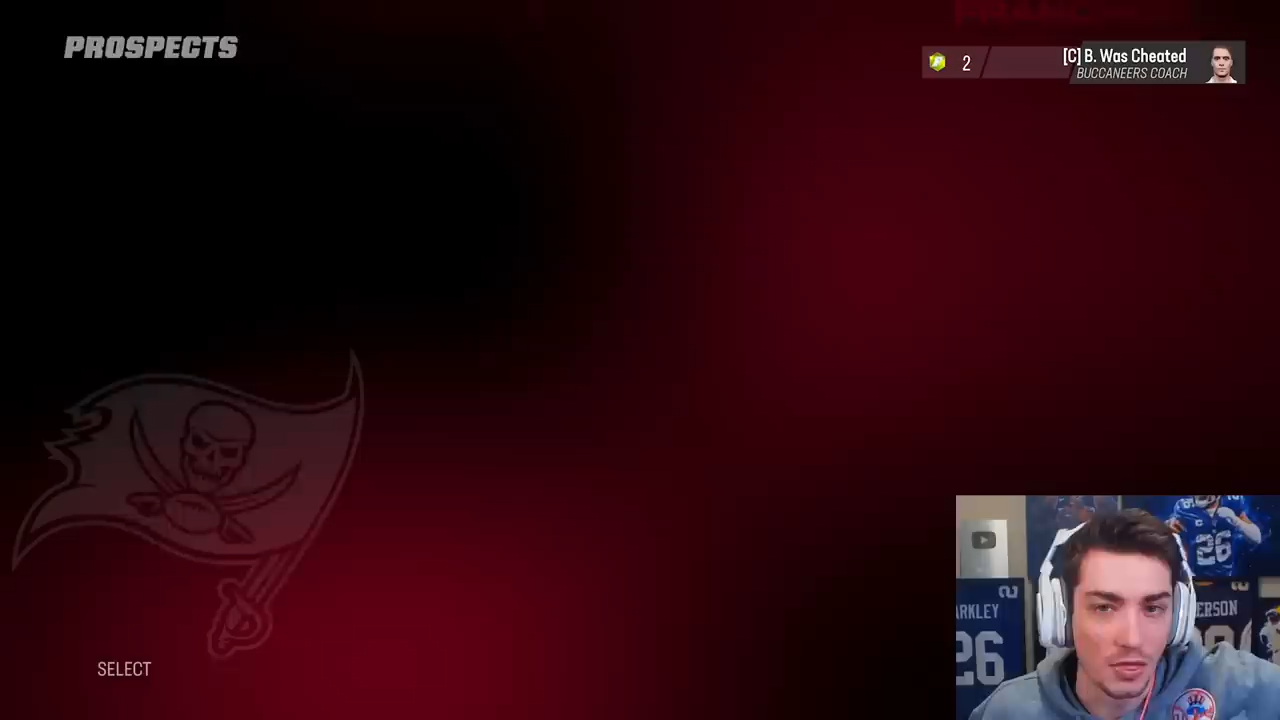 PROSPECTS
2
[C] B. Was Cheated
BUCCANEERS COACH
SELECT
ARKLEY
26
26
ERSON